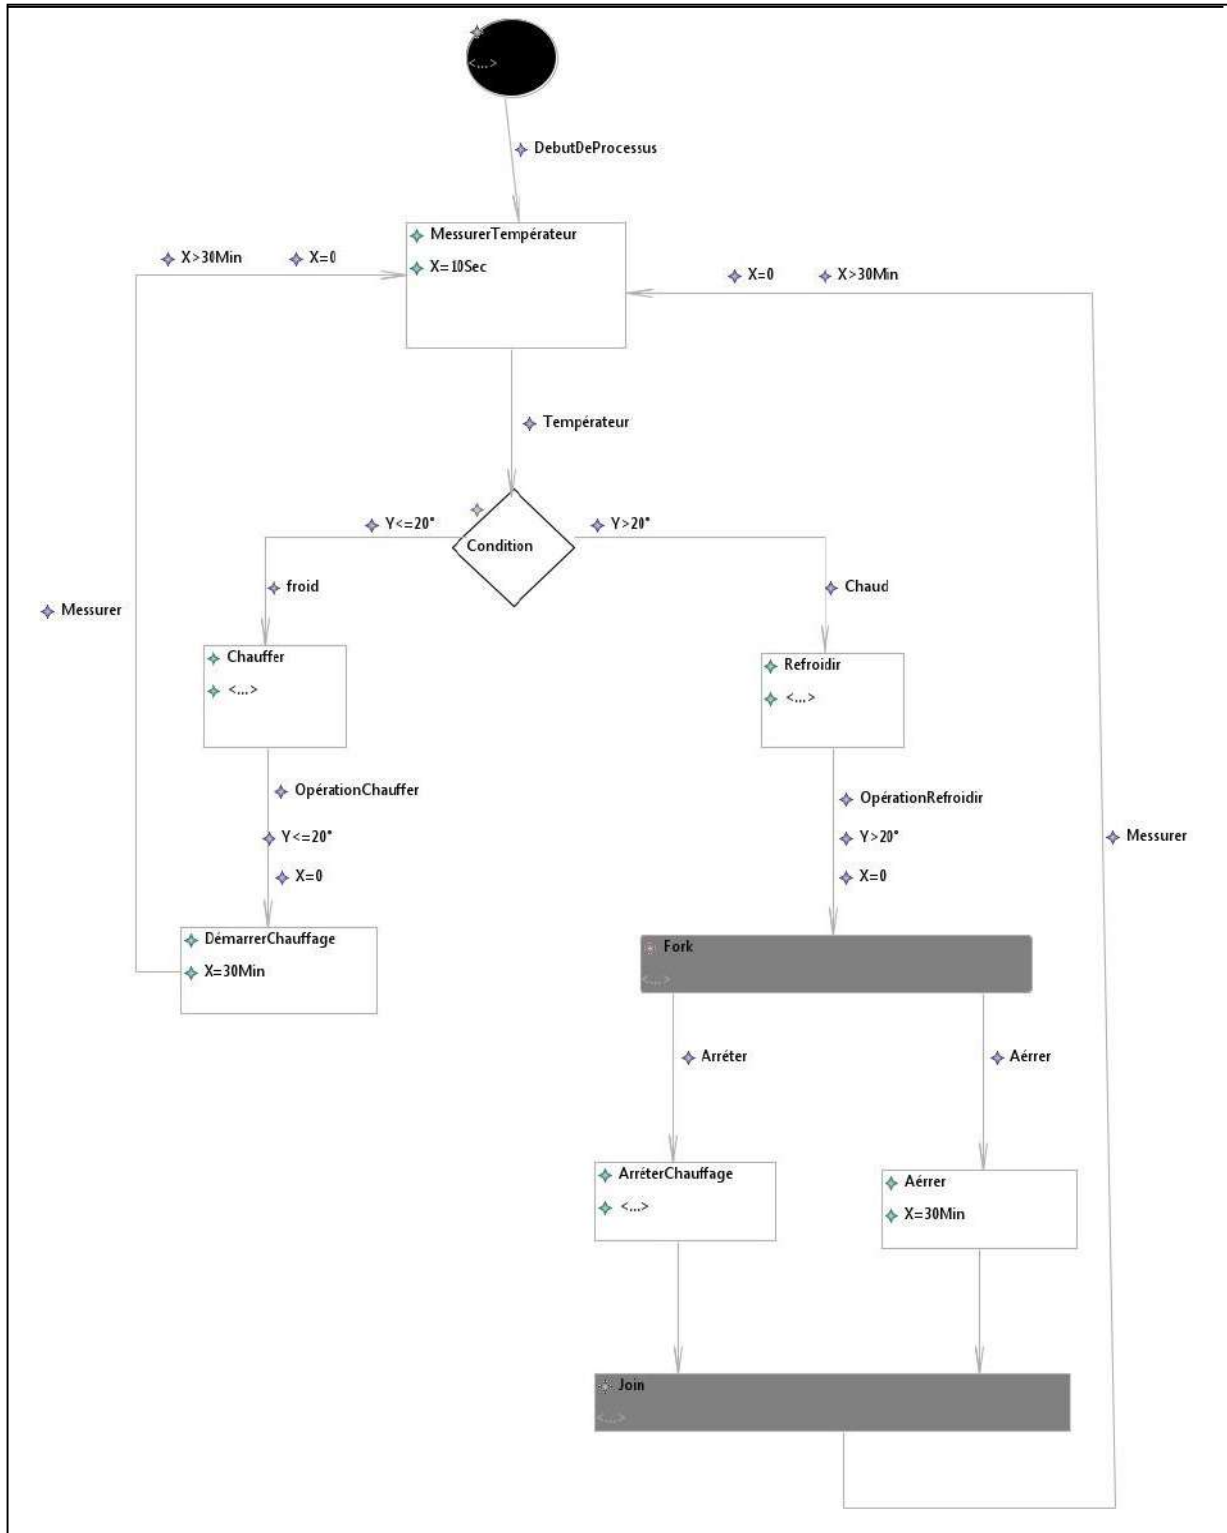 <...>
DebutDeProcessus
MessurerTempérateur
X=10Sec
X>30Min X=0
X=0 X>30Min
Températeur
Y<=20°
Condition
Y>20°
froid
Chaud
Messurer
Chauffer
<...>
Refroidir
<...>
OpérationChauffer
Y<=20°
X=0
OpérationRefroidir
Y>20°
X=0
Messurer
DémarrerChauffage
X=30Min
Fork
<...>
Arréter
Aérrer
ArréterChauffage
<...>
Aérrer
X=30Min
Join
<...>